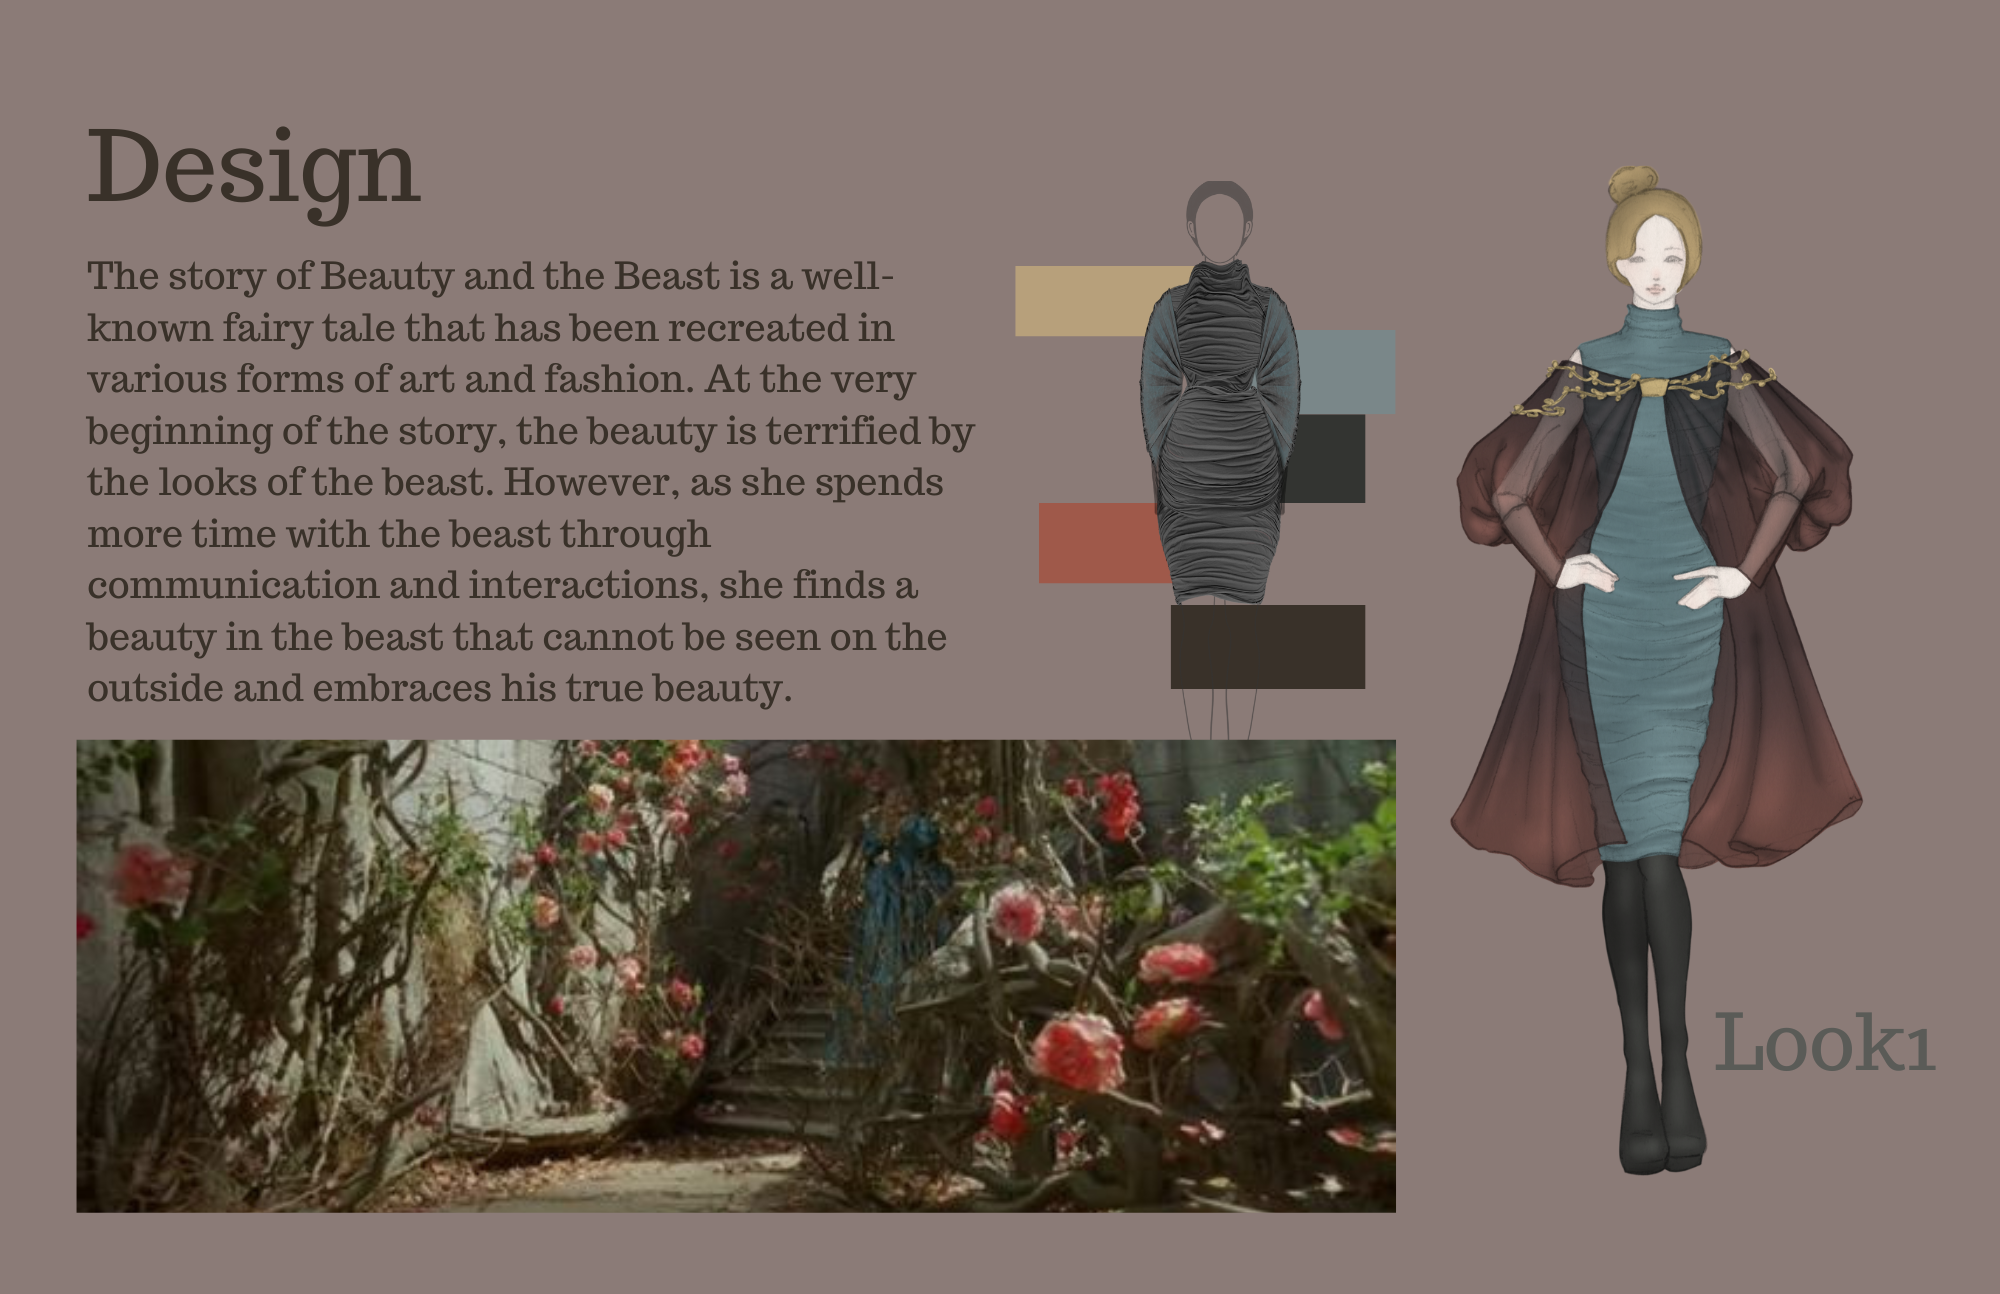 Design
The story of Beauty and the Beast is a well-
known fairy tale that has been recreated in
various forms of art and fashion. At the very
beginning of the story, the beauty is terrified by
the looks of the beast. However, as she spends
more time with the beast through
communication and interactions, she finds a
beauty in the beast that cannot be seen on the
outside and embraces his true beauty.
Look1